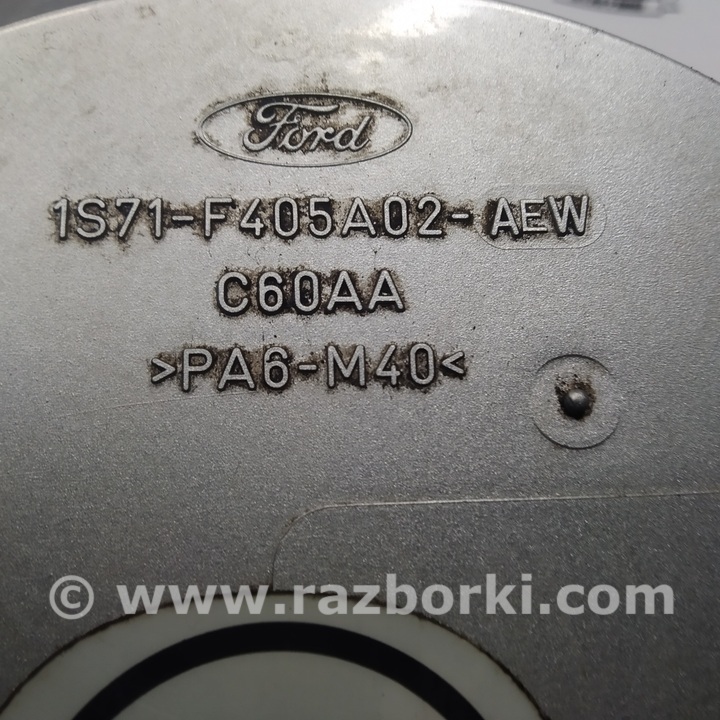 Ford
1S71-F405A02-AEW
C60AA
>PA6-M40<
© www.razborki.com